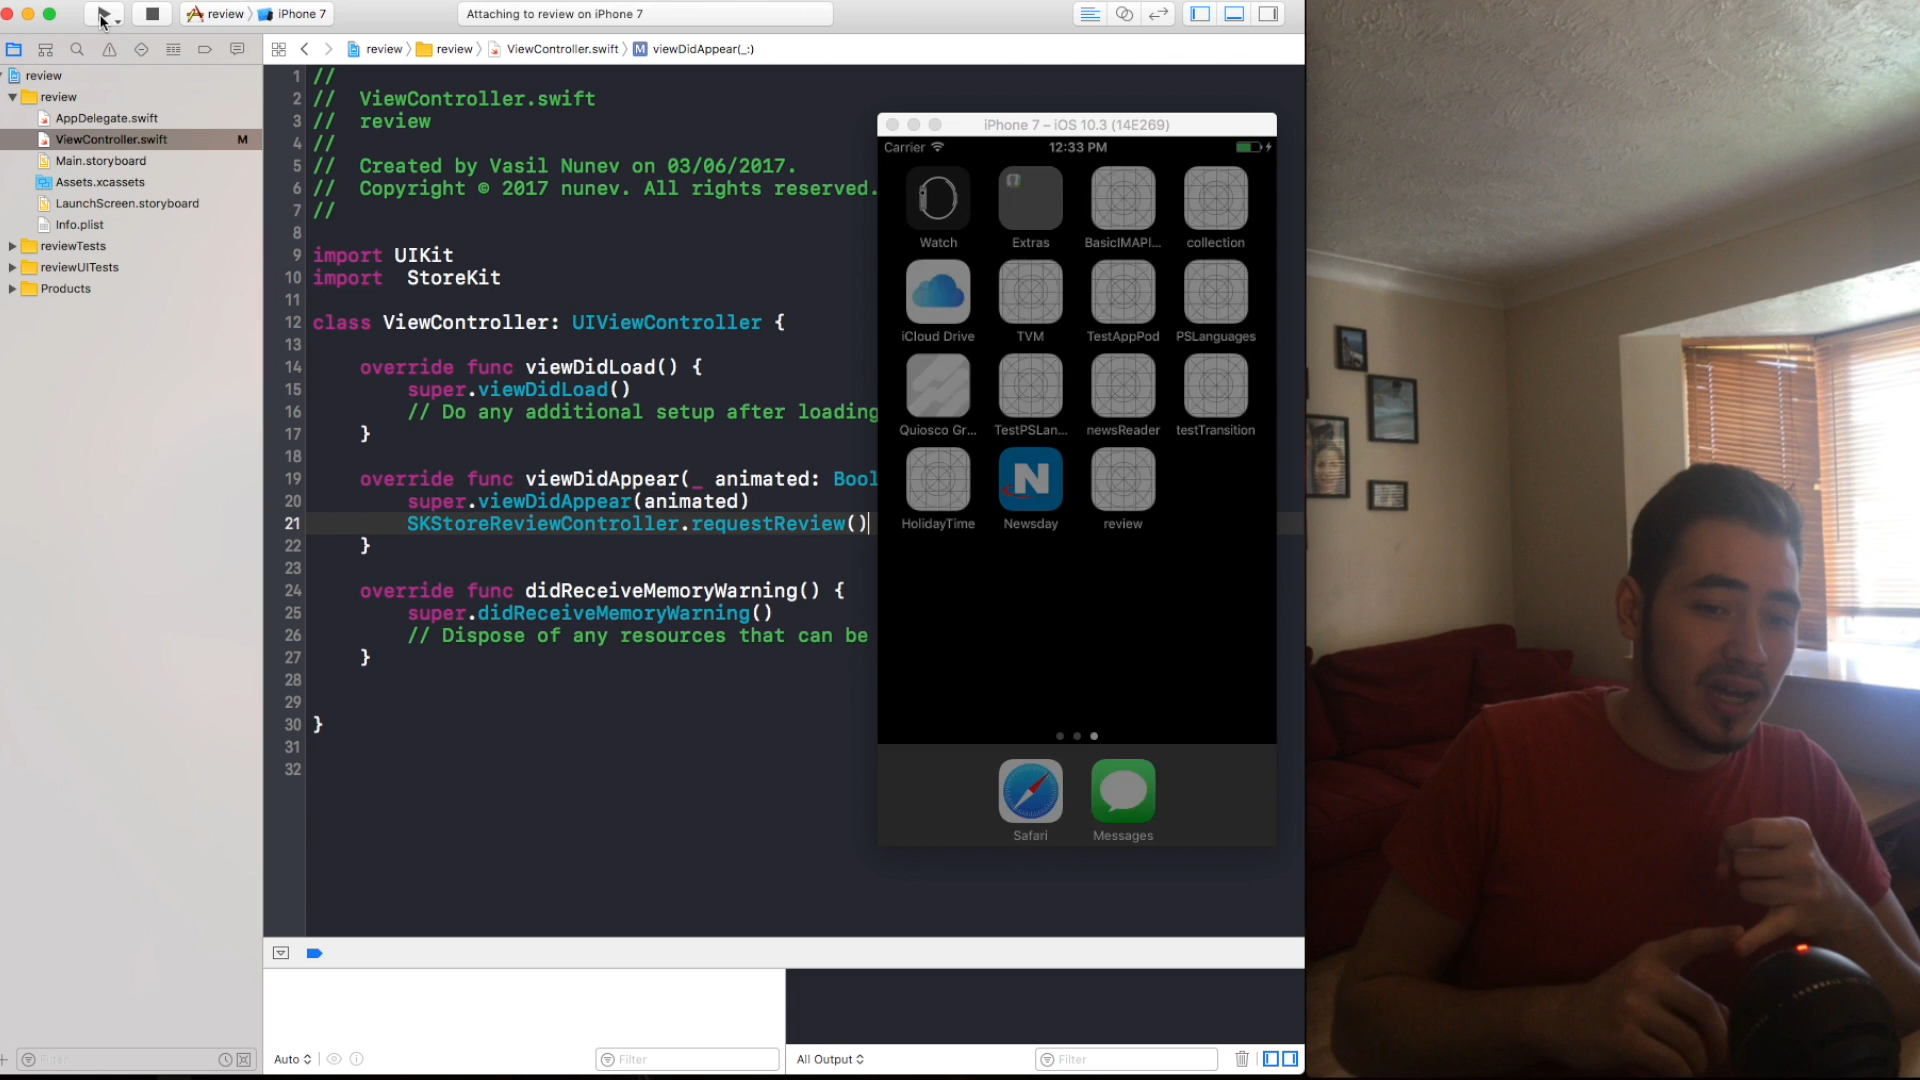 review
iPhone 7
Attaching to review on iPhone 7
review
review
ViewController.swift
M
viewDidAppear(_:)
review
review
AppDelegate.swift
ViewController.swift
M
Main.storyboard
Assets.xcassets
LaunchScreen.storyboard
Info.plist
reviewTests
reviewUITests
Products
1 //
2 //  ViewController.swift
3 //  review
4 //
5 //  Created by Vasil Nunev on 03/06/2017.
6 //  Copyright © 2017 nunev. All rights reserved.
7 //
8
9 import UIKit
10 import  StoreKit
11
12 class ViewController: UIViewController {
13
14     override func viewDidLoad() {
15         super.viewDidLoad()
16         // Do any additional setup after loading
17     }
18
19     override func viewDidAppear(_ animated: Bool
20         super.viewDidAppear(animated)
21         SKStoreReviewController.requestReview()
22     }
23
24     override func didReceiveMemoryWarning() {
25         super.didReceiveMemoryWarning()
26         // Dispose of any resources that can be
27     }
28
29
30 }
31
32
iPhone 7 – iOS 10.3 (14E269)
Carrier
12:33 PM
Watch
Extras
BasicIMAPI...
collection
iCloud Drive
TVM
TestAppPod
PSLanguages
Quiosco Gr...
TestPSLan...
newsReader
testTransition
N
HolidayTime
Newsday
review
Safari
Messages
Filter
Auto
Filter
All Output
Filter